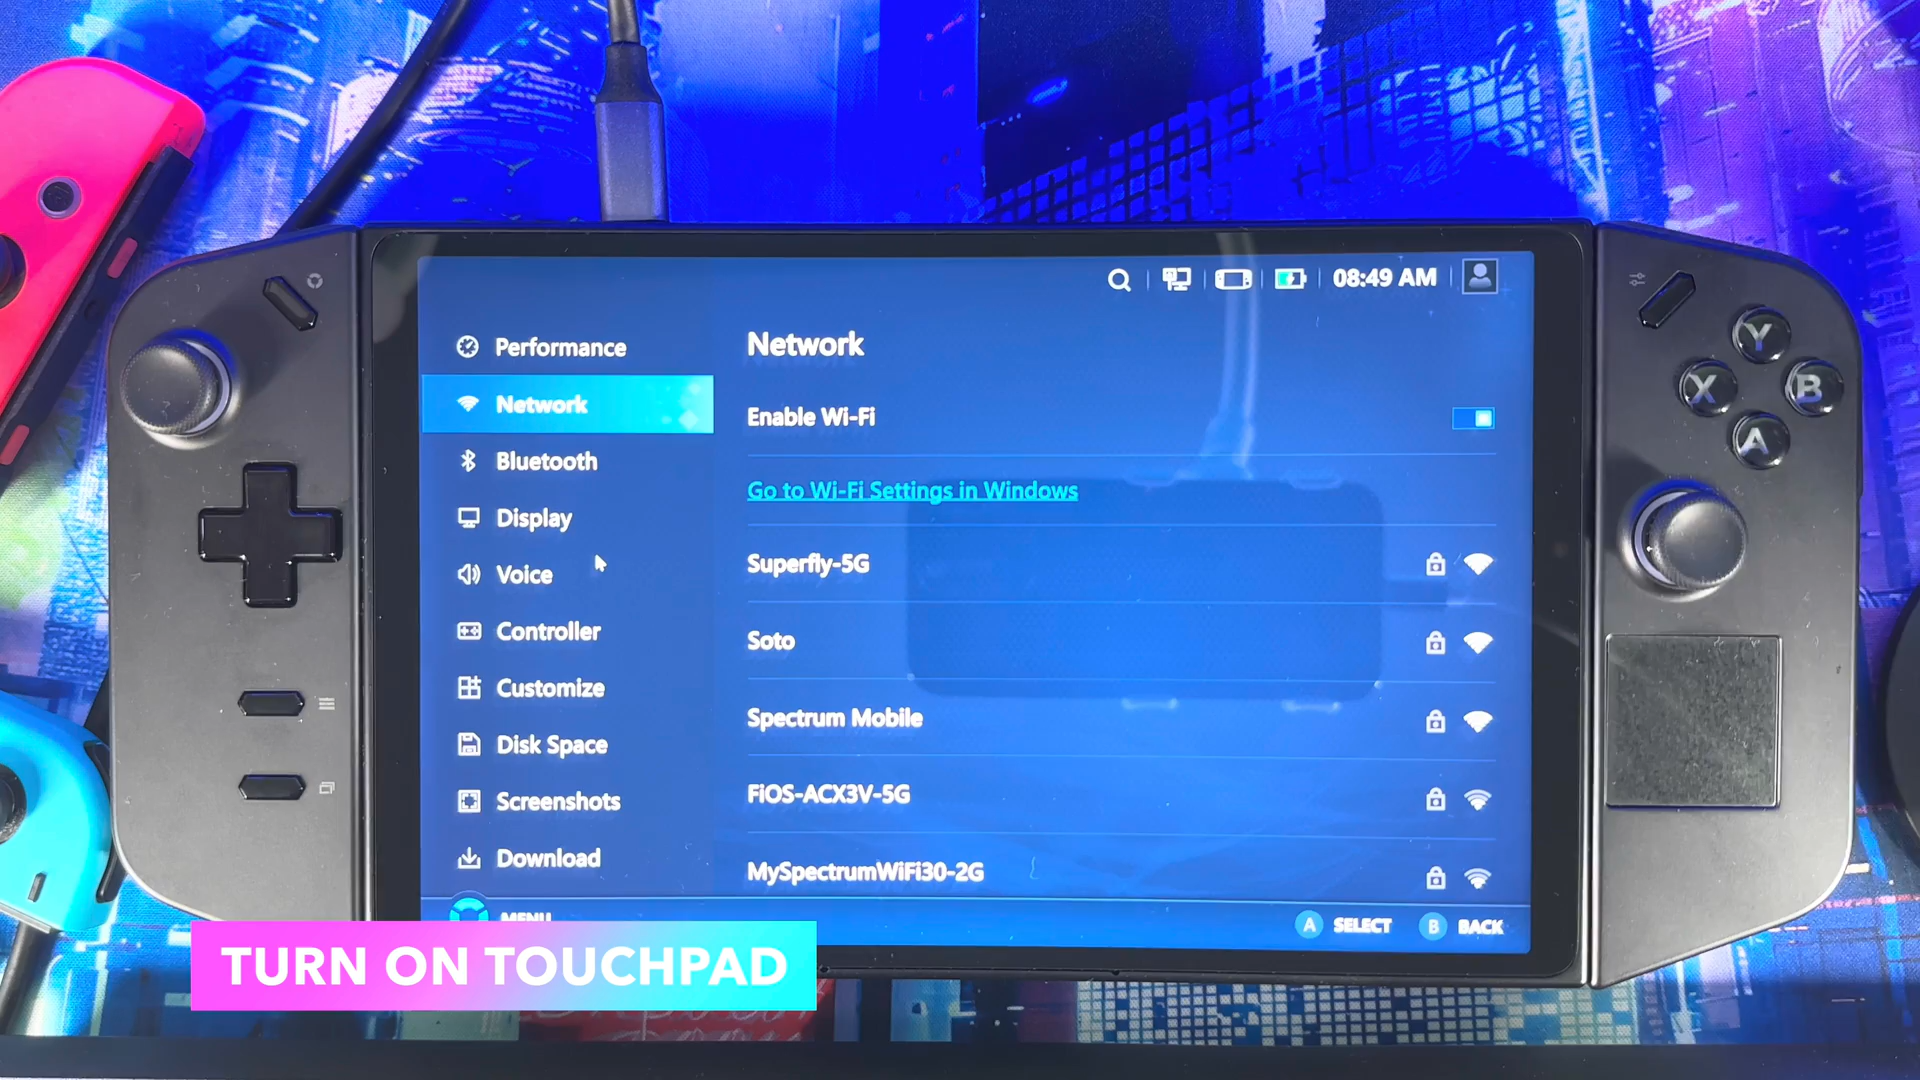 08:49 AM
Performance
Network
Bluetooth
Display
Voice
Controller
Customize
Disk Space
Screenshots
Download
MENU
Network
Enable Wi-Fi
Go to Wi-Fi Settings in Windows
Superfly-5G
Soto
Spectrum Mobile
FiOS-ACX3V-5G
MySpectrumWiFi30-2G
A SELECT B BACK
Y
X
B
A
TURN ON TOUCHPAD